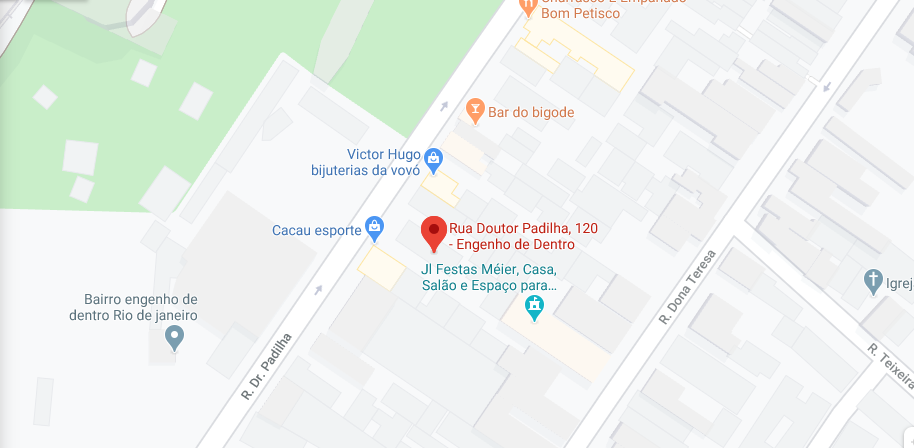 Churrasco E Empanado
Bom Petisco
Bar do bigode
Victor Hugo
bijuterias da vovó
Cacau esporte
Rua Doutor Padilha, 120
- Engenho de Dentro
Jl Festas Méier, Casa,
Salão e Espaço para...
Bairro engenho de
dentro Rio de janeiro
R. Dr. Padilha
R. Dona Teresa
Igrej
R. Teixeira